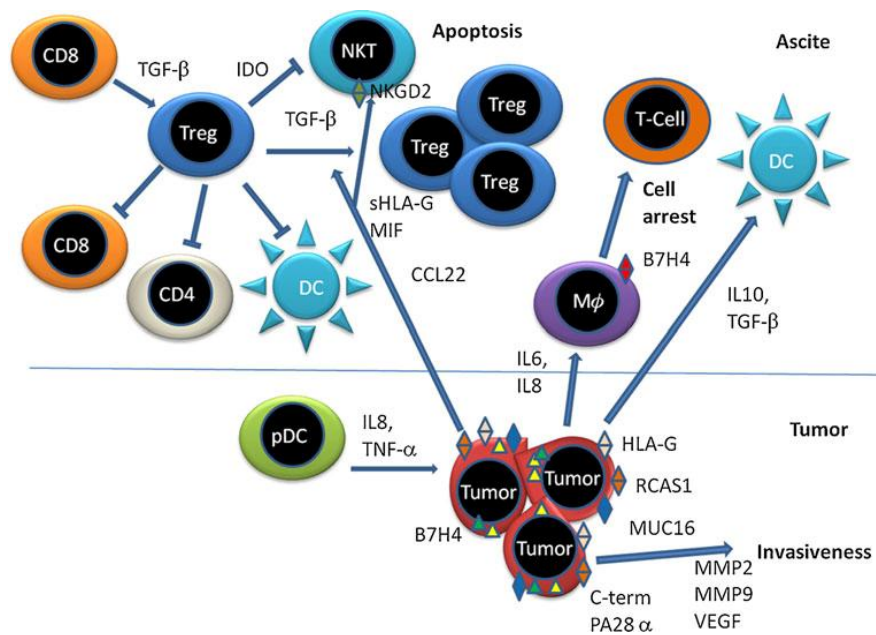 Apoptosis
Ascite
CD8
TGF-β
IDO
NKT
NKGD2
Treg
TGF-β
Treg
Treg
Treg
T-Cell
DC
Cell
arrest
sHLA-G
MIF
CD8
CD4
DC
CCL22
B7H4
Mϕ
IL10,
TGF-β
IL6,
IL8
pDC
IL8,
TNF-α
Tumor
HLA-G
RCAS1
Tumor
Tumor
B7H4
MUC16
Tumor
Invasiveness
MMP2
MMP9
VEGF
C-term
PA28 α